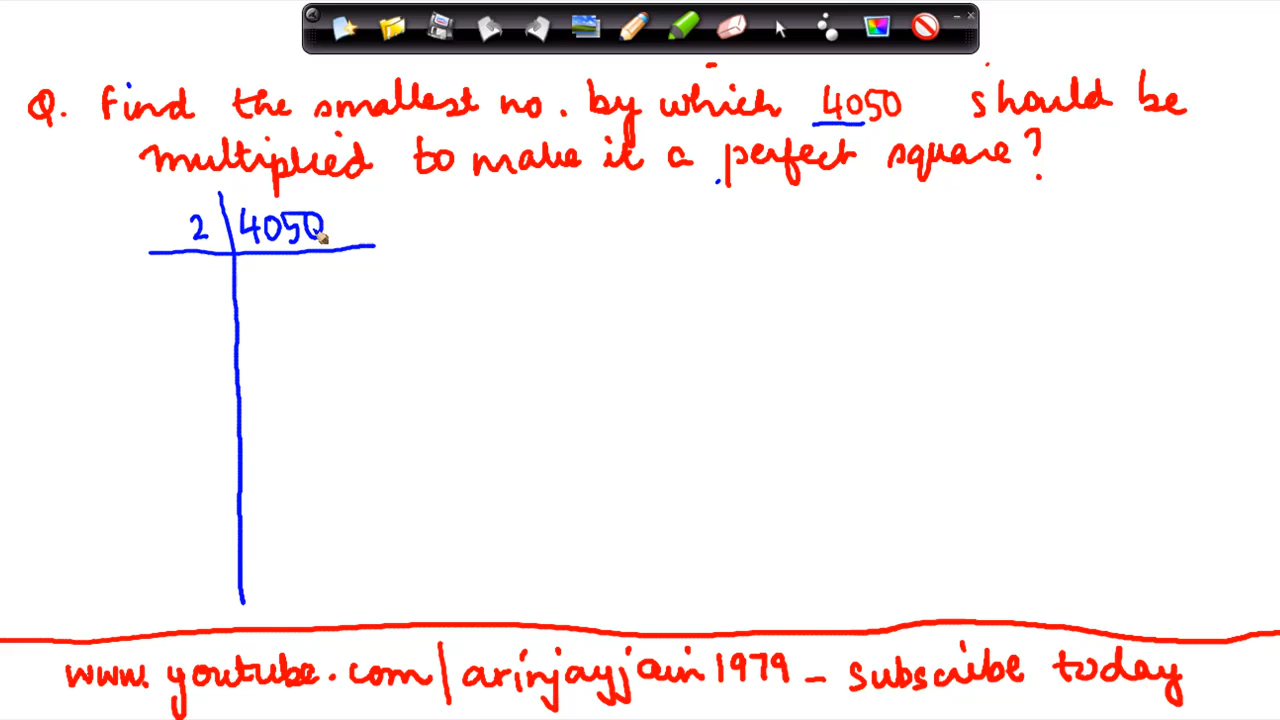 Q. Find the smallest no. by which 4050 should be
multiplied to make it a perfect square?
2 4050
www.youtube.com/arinjayjain1979 - subscribe today